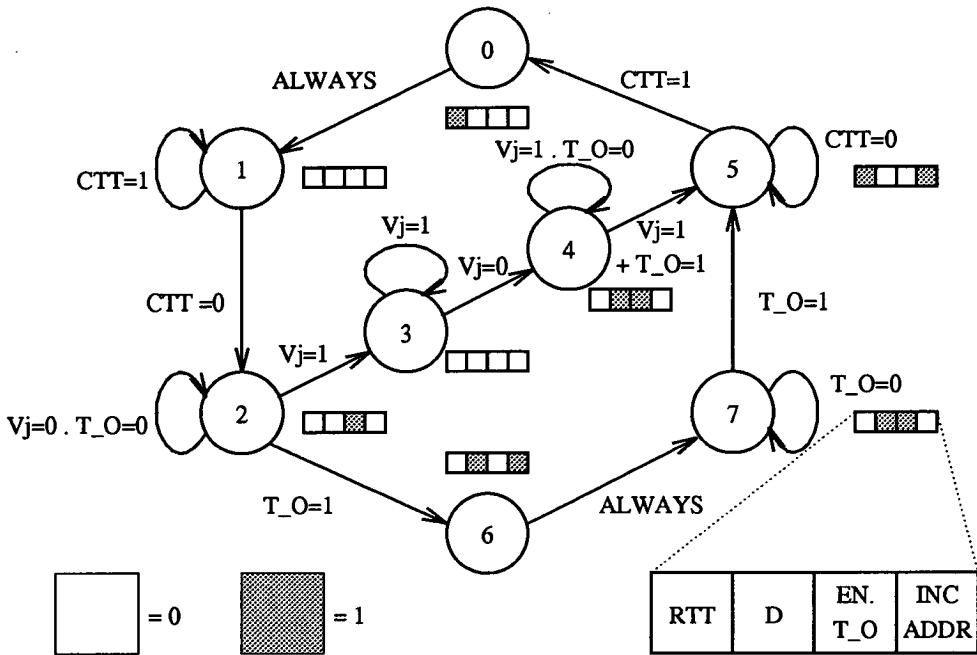 0
ALWAYS
CTT=1
Vj=1 . T_O=0
CTT=0
1
5
CTT=1
Vj=1
4
Vj=1
Vj=0
+ T_O=1
CTT =0
3
T_O=1
Vj=1
T_O=0
2
7
Vj=0 . T_O=0
T_O=1
ALWAYS
6
= 0
= 1
RTT
D
EN.
T_O
INC
ADDR